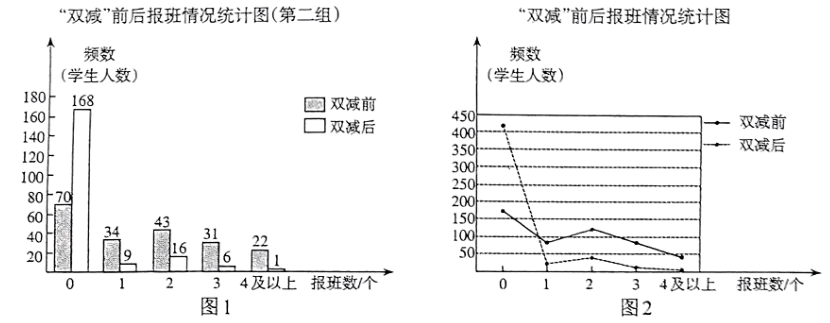 “双减”前后报班情况统计图(第二组)
频数
(学生人数)
180
160
140
120
100
80
60
40
20
168
70
34
9
43
16
31
6
22
1
双减前
双减后
0
1
2
3
4及以上
报班数/个
图1
“双减”前后报班情况统计图
频数
(学生人数)
450
400
350
300
250
200
150
100
50
双减前
双减后
0
1
2
3
4及以上
报班数/个
图2